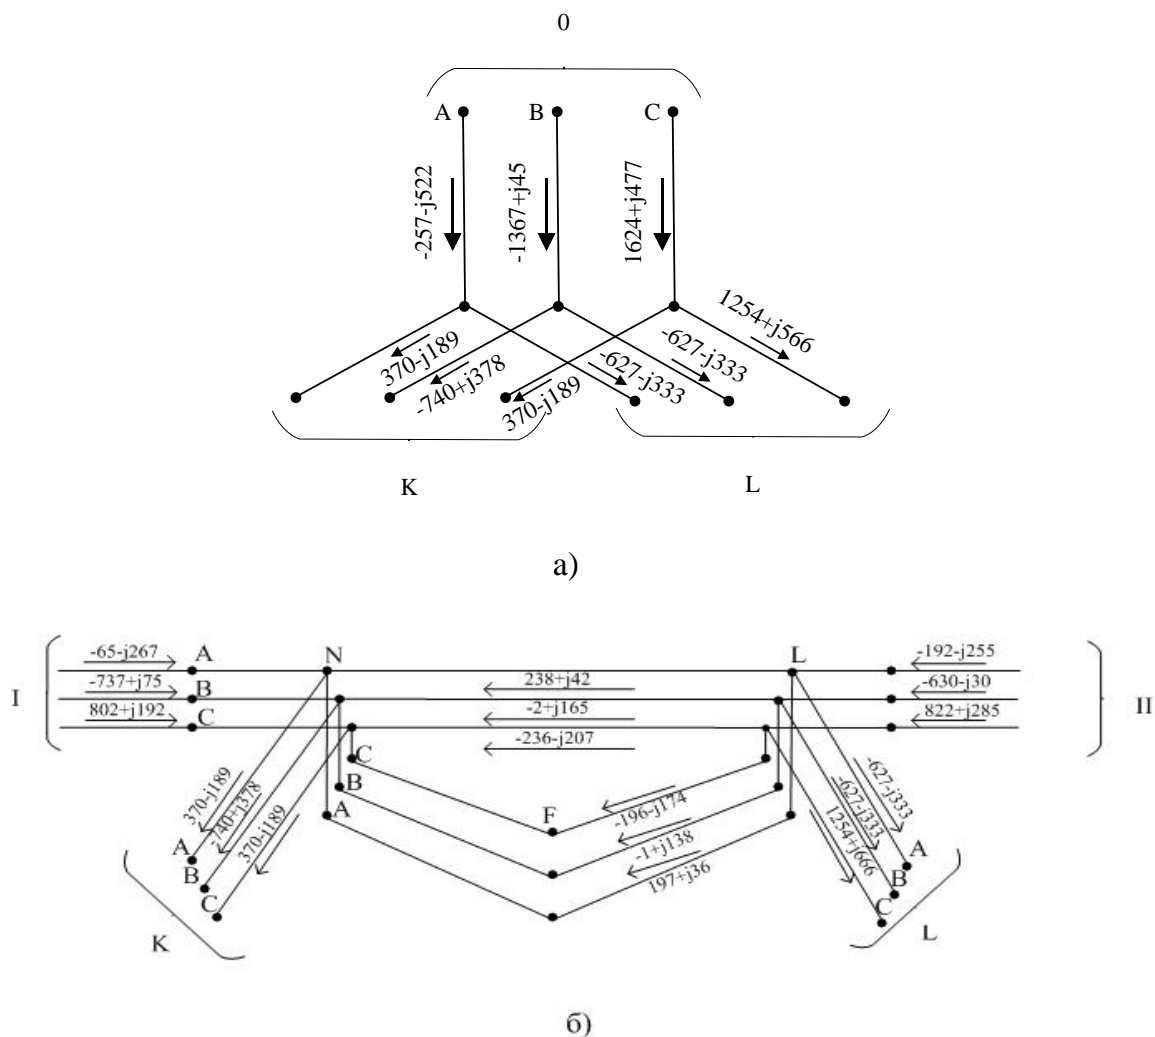 0
A B C
-257-j522
-1367+j45
1624+j477
1254+j566
370-j189
-740+j378
370-j189
-627-j333
-627-j333
K L
а)
-65-j267 A N L -192-j255
-737+j75 B 238+j42 -630-j30
I 802+j192 C -2+j165 822+j285 II
-236-j207
C
B
A
F
370-j189
-740+j378
370-j189
-196-j174
-1+j138
197+j36
-627-j333
-627-j333
1254+j666
A
B
C
K
A
B
C
L
б)